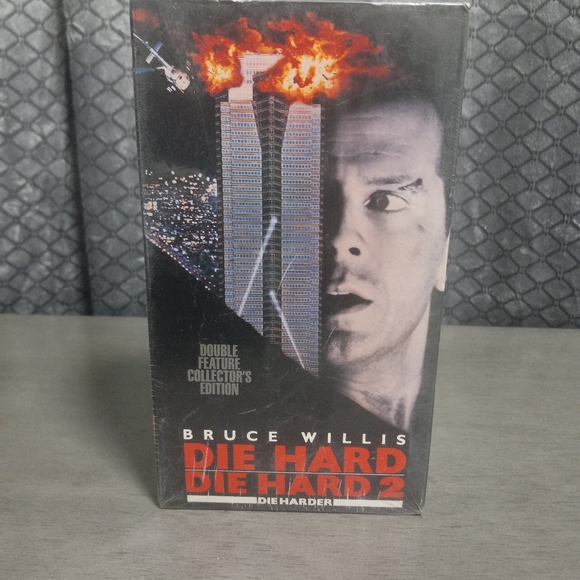 DOUBLE
FEATURE
COLLECTOR'S
EDITION
BRUCE WILLIS
DIE HARD
DIE HARD 2
DIE HARDER